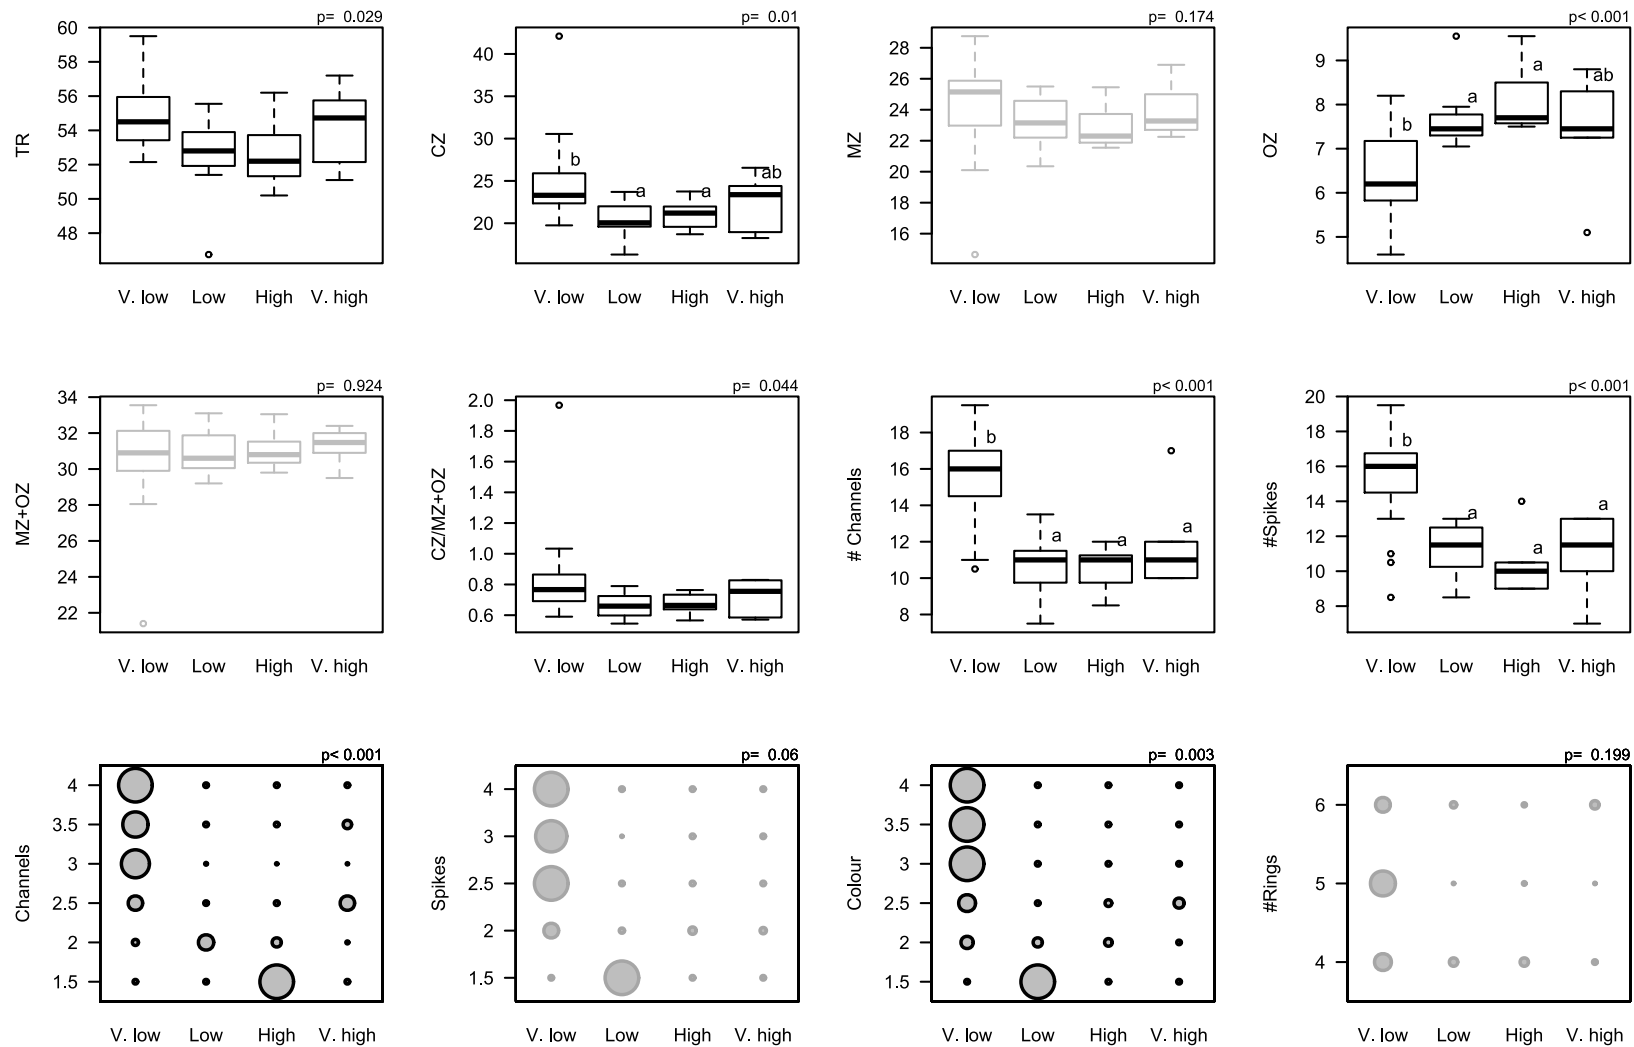 p= 0.029
60
58
56
54
52
50
48
TR
V. low Low High V. high
p= 0.01
40
35
30
25
20
CZ
b a a ab
V. low Low High V. high
p= 0.174
28
26
24
22
20
18
16
MZ
V. low Low High V. high
p< 0.001
9
8
7
6
5
OZ
b a a ab
V. low Low High V. high
p= 0.924
34
32
30
28
26
24
22
MZ+OZ
V. low Low High V. high
p= 0.044
2.0
1.8
1.6
1.4
1.2
1.0
0.8
0.6
CZ/MZ+OZ
V. low Low High V. high
p< 0.001
18
16
14
12
10
8
# Channels
b a a a
V. low Low High V. high
p< 0.001
20
18
16
14
12
10
8
#Spikes
b a a a
V. low Low High V. high
p< 0.001
4
3.5
3
2.5
2
1.5
Channels
V. low Low High V. high
p= 0.06
4
3
2.5
2
1.5
Spikes
V. low Low High V. high
p= 0.003
4
3.5
3
2.5
2
1.5
Colour
V. low Low High V. high
p= 0.199
6
5
4
#Rings
V. low Low High V. high